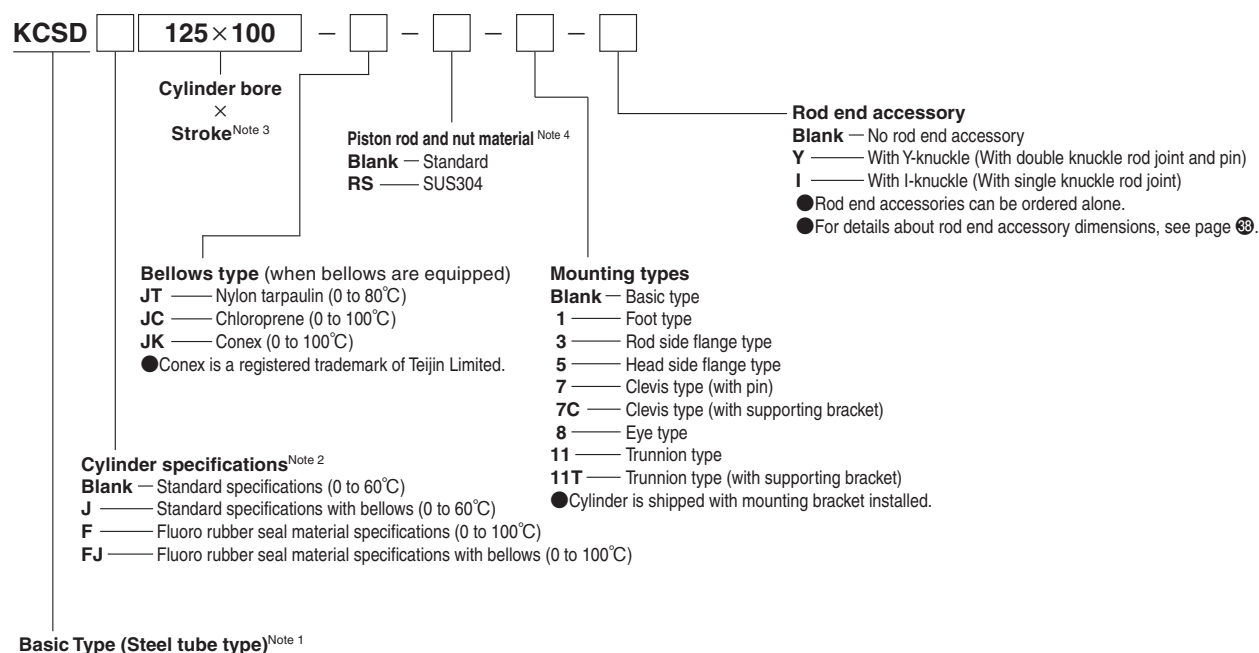 KCSD 125×100 – – – –
Cylinder bore
×
Stroke Note 3
Piston rod and nut material Note 4
Blank — Standard
RS — SUS304
Rod end accessory
Blank — No rod end accessory
Y — With Y-knuckle (With double knuckle rod joint and pin)
I — With I-knuckle (With single knuckle rod joint)
●Rod end accessories can be ordered alone.
●For details about rod end accessory dimensions, see page 38.
Bellows type (when bellows are equipped)
JT — Nylon tarpaulin (0 to 80℃)
JC — Chloroprene (0 to 100℃)
JK — Conex (0 to 100℃)
●Conex is a registered trademark of Teijin Limited.
Mounting types
Blank — Basic type
1 — Foot type
3 — Rod side flange type
5 — Head side flange type
7 — Clevis type (with pin)
7C — Clevis type (with supporting bracket)
8 — Eye type
11 — Trunnion type
11T — Trunnion type (with supporting bracket)
●Cylinder is shipped with mounting bracket installed.
Cylinder specifications Note 2
Blank — Standard specifications (0 to 60℃)
J — Standard specifications with bellows (0 to 60℃)
F — Fluoro rubber seal material specifications (0 to 100℃)
FJ — Fluoro rubber seal material specifications with bellows (0 to 100℃)
Basic Type (Steel tube type) Note 1